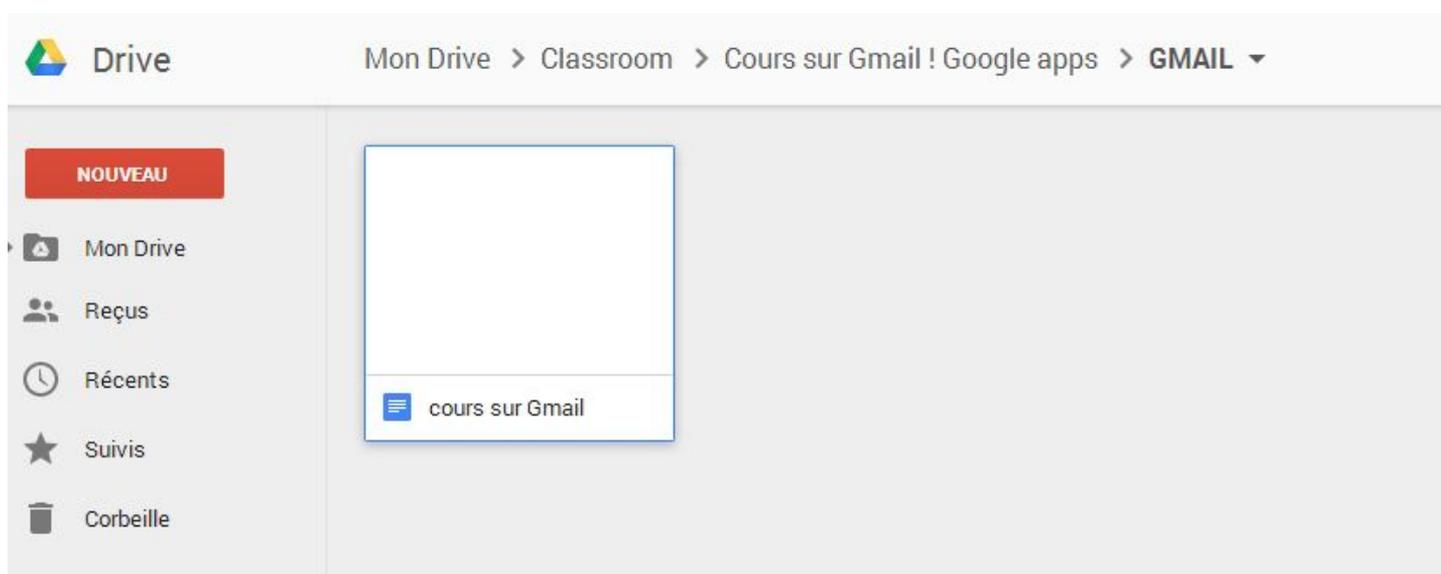 Drive
Mon Drive > Classroom > Cours sur Gmail ! Google apps > GMAIL
NOUVEAU
Mon Drive
Reçus
Récents
Suivis
Corbeille
cours sur Gmail